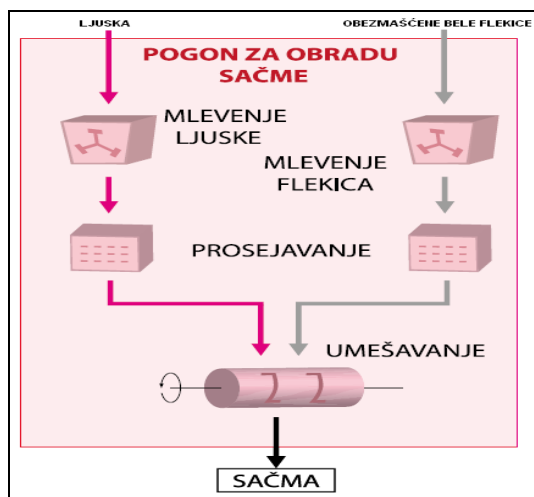 LJUSKA
OBEZMAŠĆENE BELE FLEKICE
POGON ZA OBRADU
SAČME
MLEVENJE
LJUSKE
MLEVENJE
FLEKICA
PROSEJAVANJE
UMEŠAVANJE
SAČMA